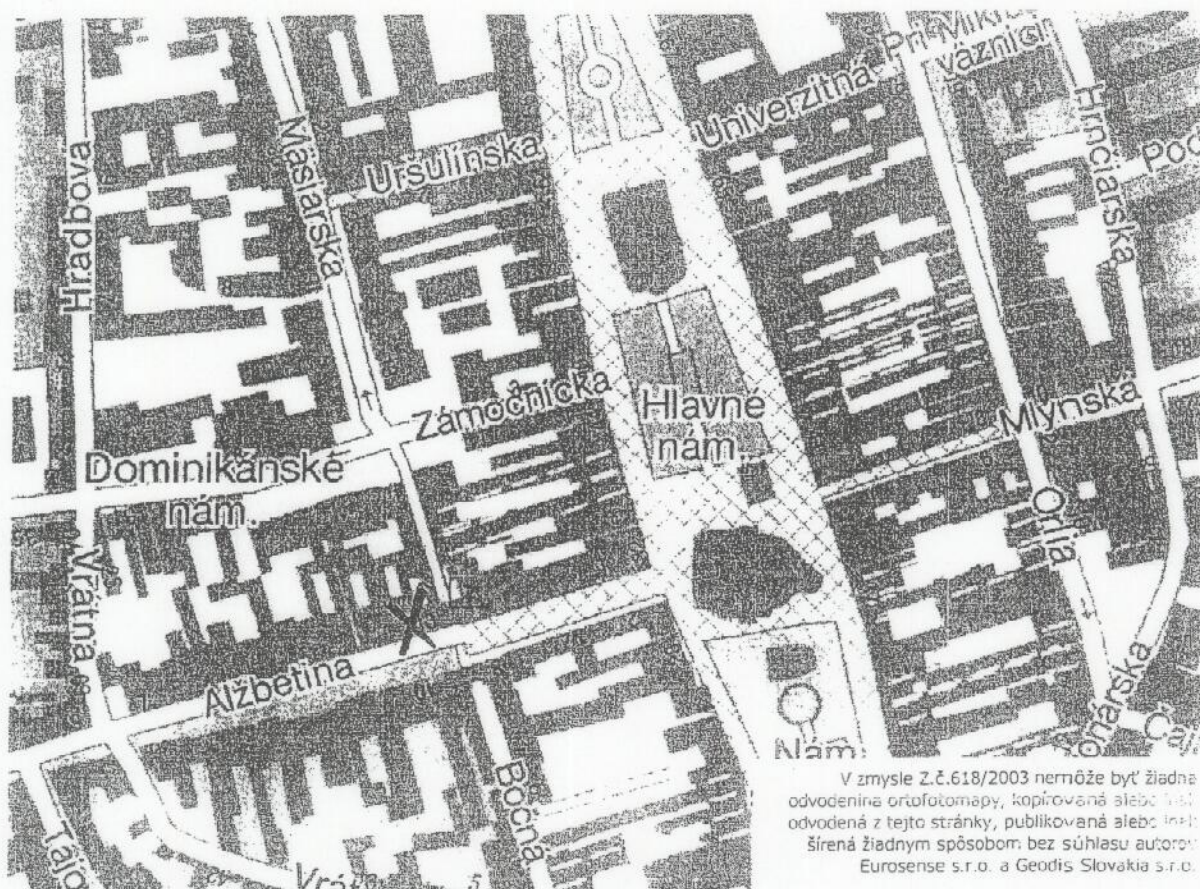 Hradbova
Mäsiarska
Uršulínska
Univerzitná
Pri
väznici
Hrnčiarska
Zámočnícka
Hlavné
nám.
Mlynská
Dominikánske
nám.
Orlia
Vrátna
X
Alžbetina
Bočná
Nám.
V zmysle Z.č.618/2003 nemôže byť žiadna
odvodenina ortofotomapy, kopírovaná alebo
odvodená z tejto stránky, publikovaná alebo
šírená žiadnym spôsobom bez súhlasu autorov
Eurosense s.r.o. a Geodis Slovakia s.r.o.